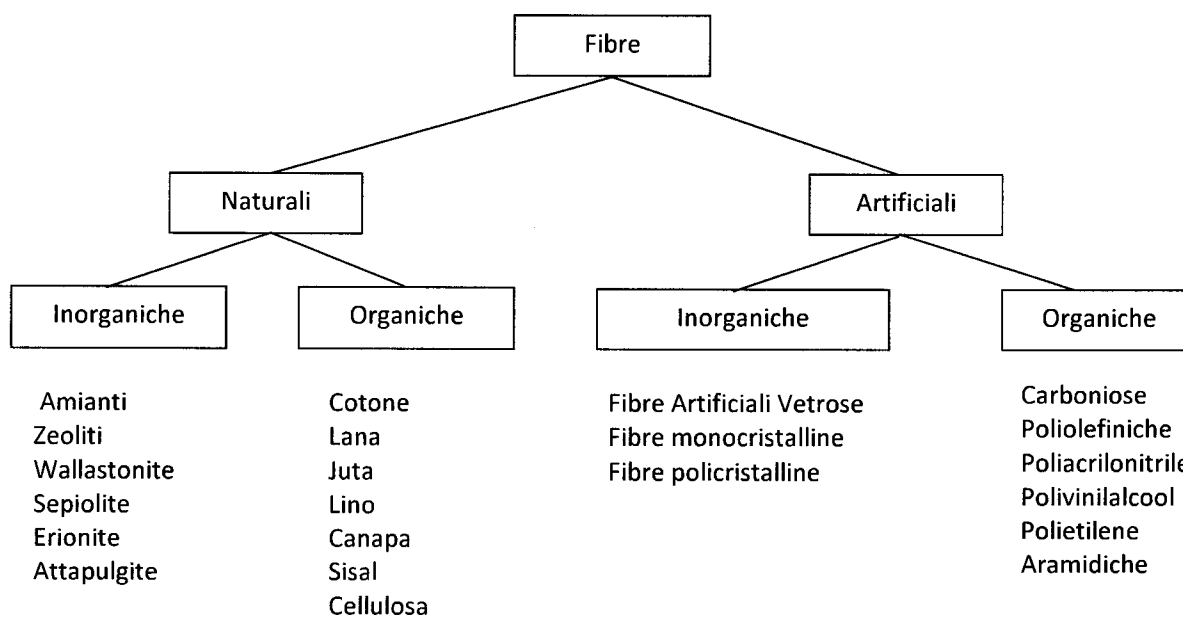 Fibre
Naturali
Artificiali
Inorganiche
Organiche
Inorganiche
Organiche
Amianti
Zeoliti
Wallastonite
Sepiolite
Erionite
Attapulgite
Cotone
Lana
Juta
Lino
Canapa
Sisal
Cellulosa
Fibre Artificiali Vetrose
Fibre monocristalline
Fibre policristalline
Carboniose
Poliolefiniche
Poliacrilonitrile
Polivinilalcool
Polietilene
Aramidiche